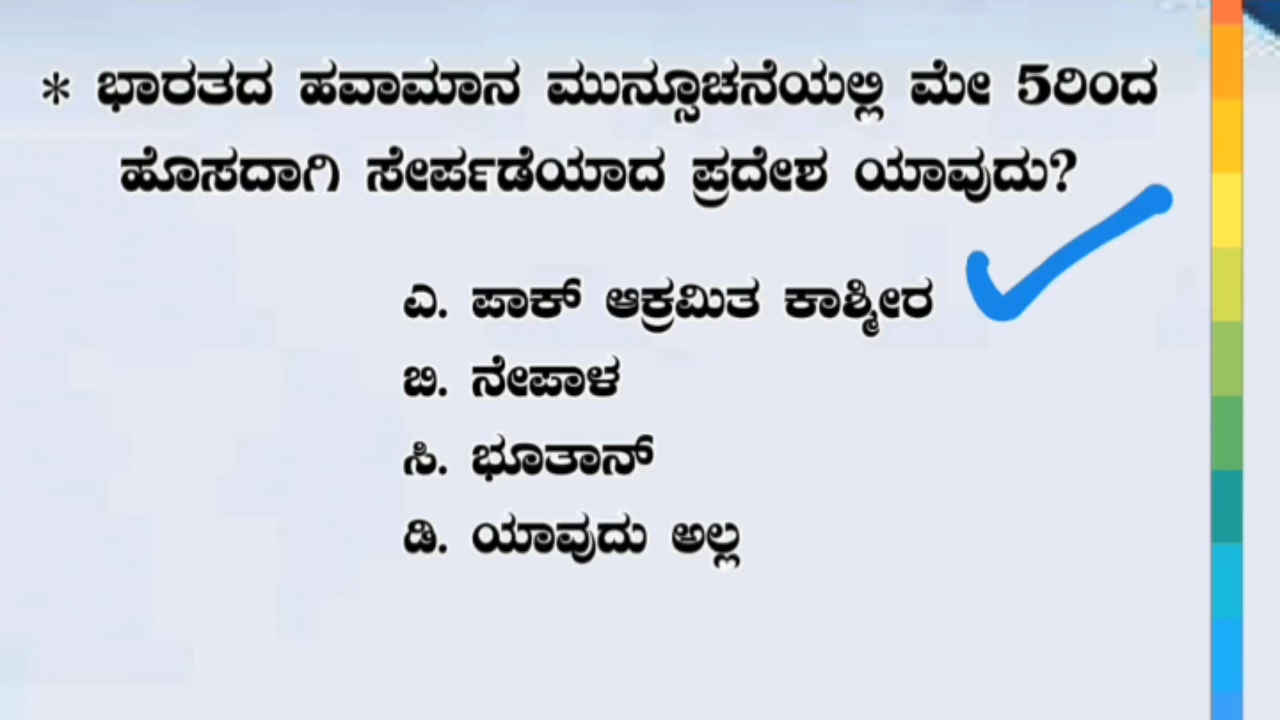 * ಭಾರತದ ಹವಾಮಾನ ಮುನ್ಸೂಚನೆಯಲ್ಲಿ ಮೇ 5ರಿಂದ
ಹೊಸದಾಗಿ ಸೇರ್ಪಡೆಯಾದ ಪ್ರದೇಶ ಯಾವುದು?
ಎ. ಪಾಕ್ ಆಕ್ರಮಿತ ಕಾಶ್ಮೀರ
ಬಿ. ನೇಪಾಳ
ಸಿ. ಭೂತಾನ್
ಡಿ. ಯಾವುದು ಅಲ್ಲ